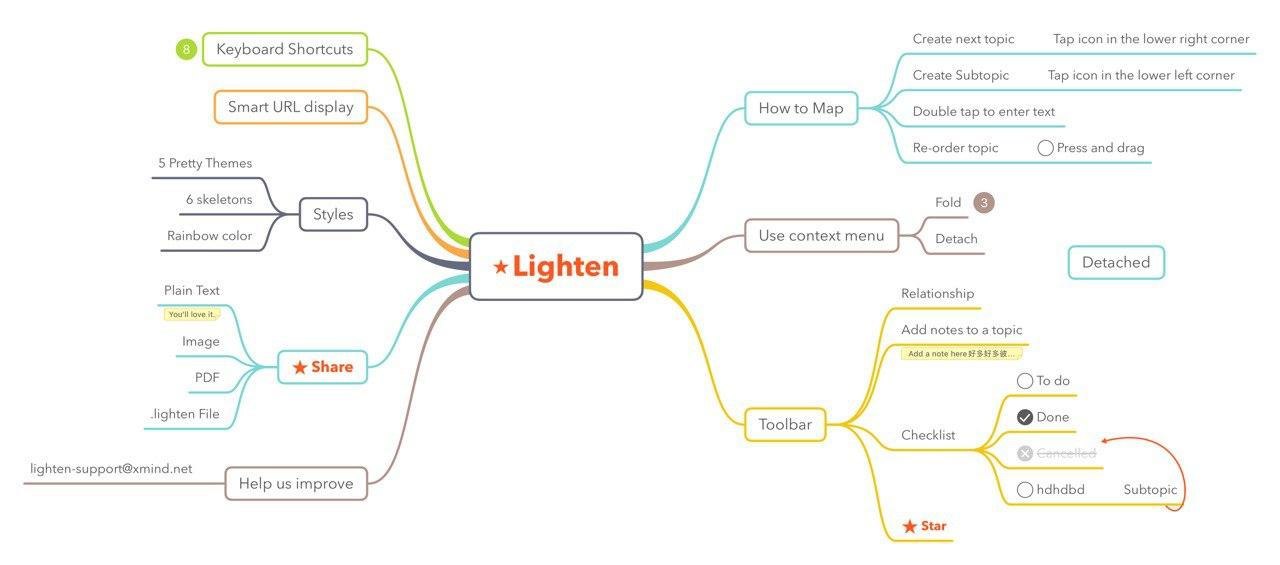 Lighten
8
Keyboard Shortcuts
Smart URL display
Styles
5 Pretty Themes
6 skeletons
Rainbow color
Share
Plain Text
You'll love it.
Image
PDF
.lighten File
Help us improve
lighten-support@xmind.net
How to Map
Create next topic Tap icon in the lower right corner
Create Subtopic Tap icon in the lower left corner
Double tap to enter text
Re-order topic Press and drag
Use context menu
Fold 3
Detach
Detached
Toolbar
Relationship
Add notes to a topic
Add a note here好多好多彼...
Checklist
To do
Done
Cancelled
hdhdbd Subtopic
Star